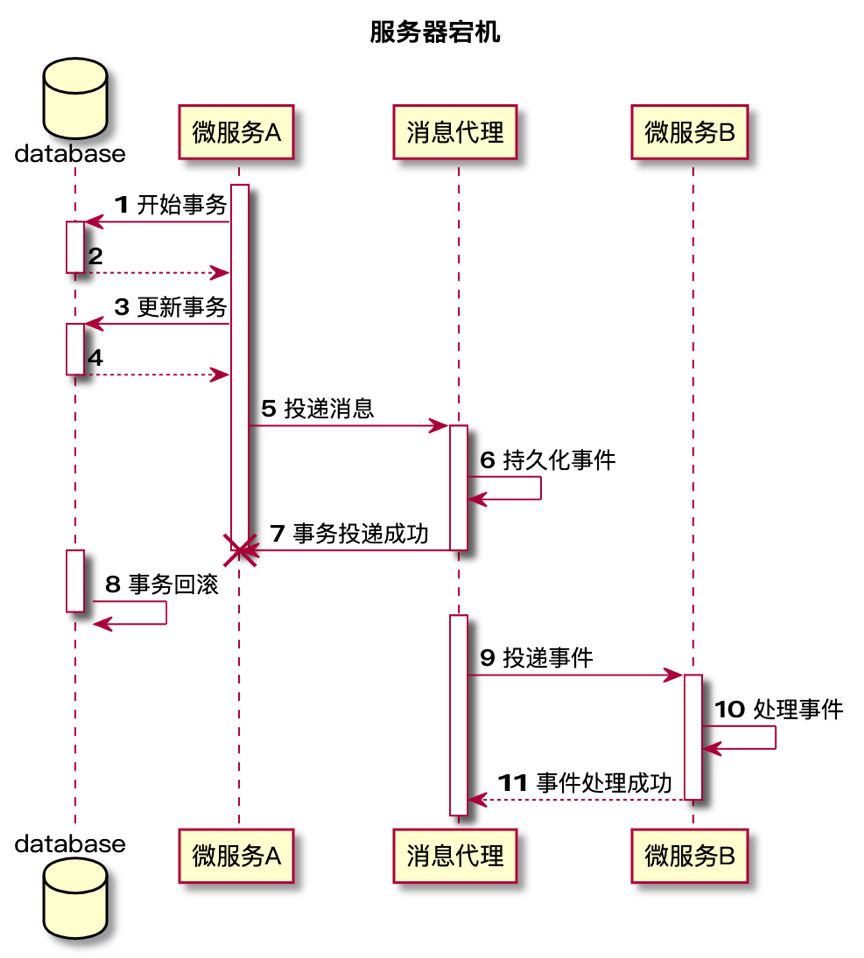 服务器宕机
database
微服务A
消息代理
微服务B
1 开始事务
2
3 更新事务
4
5 投递消息
6 持久化事件
7 事务投递成功
8 事务回滚
9 投递事件
10 处理事件
11 事件处理成功
database
微服务A
消息代理
微服务B